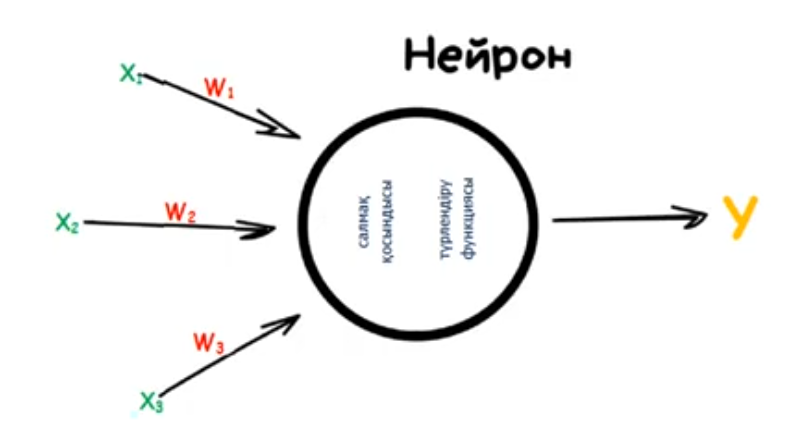 Нейрон
X₁
W₁
X₂
W₂
W₃
X₃
салмақ
қосындысы
түрлендіру
функциясы
У